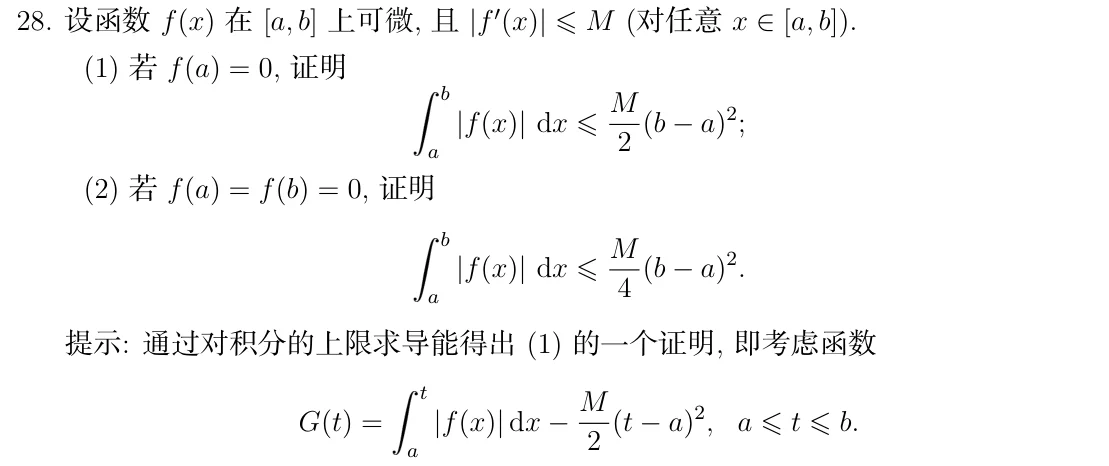 28. 设函数 f(x) 在 [a, b] 上可微, 且 |f′(x)| ⩽ M (对任意 x ∈ [a, b]).
(1) 若 f(a) = 0, 证明
∫_a^b |f(x)| dx ⩽ \frac{M}{2}(b − a)²;
(2) 若 f(a) = f(b) = 0, 证明
∫_a^b |f(x)| dx ⩽ \frac{M}{4}(b − a)².
提示: 通过对积分的上限求导能得出 (1) 的一个证明, 即考虑函数
G(t) = ∫_a^t |f(x)| dx − \frac{M}{2}(t − a)², a ⩽ t ⩽ b.